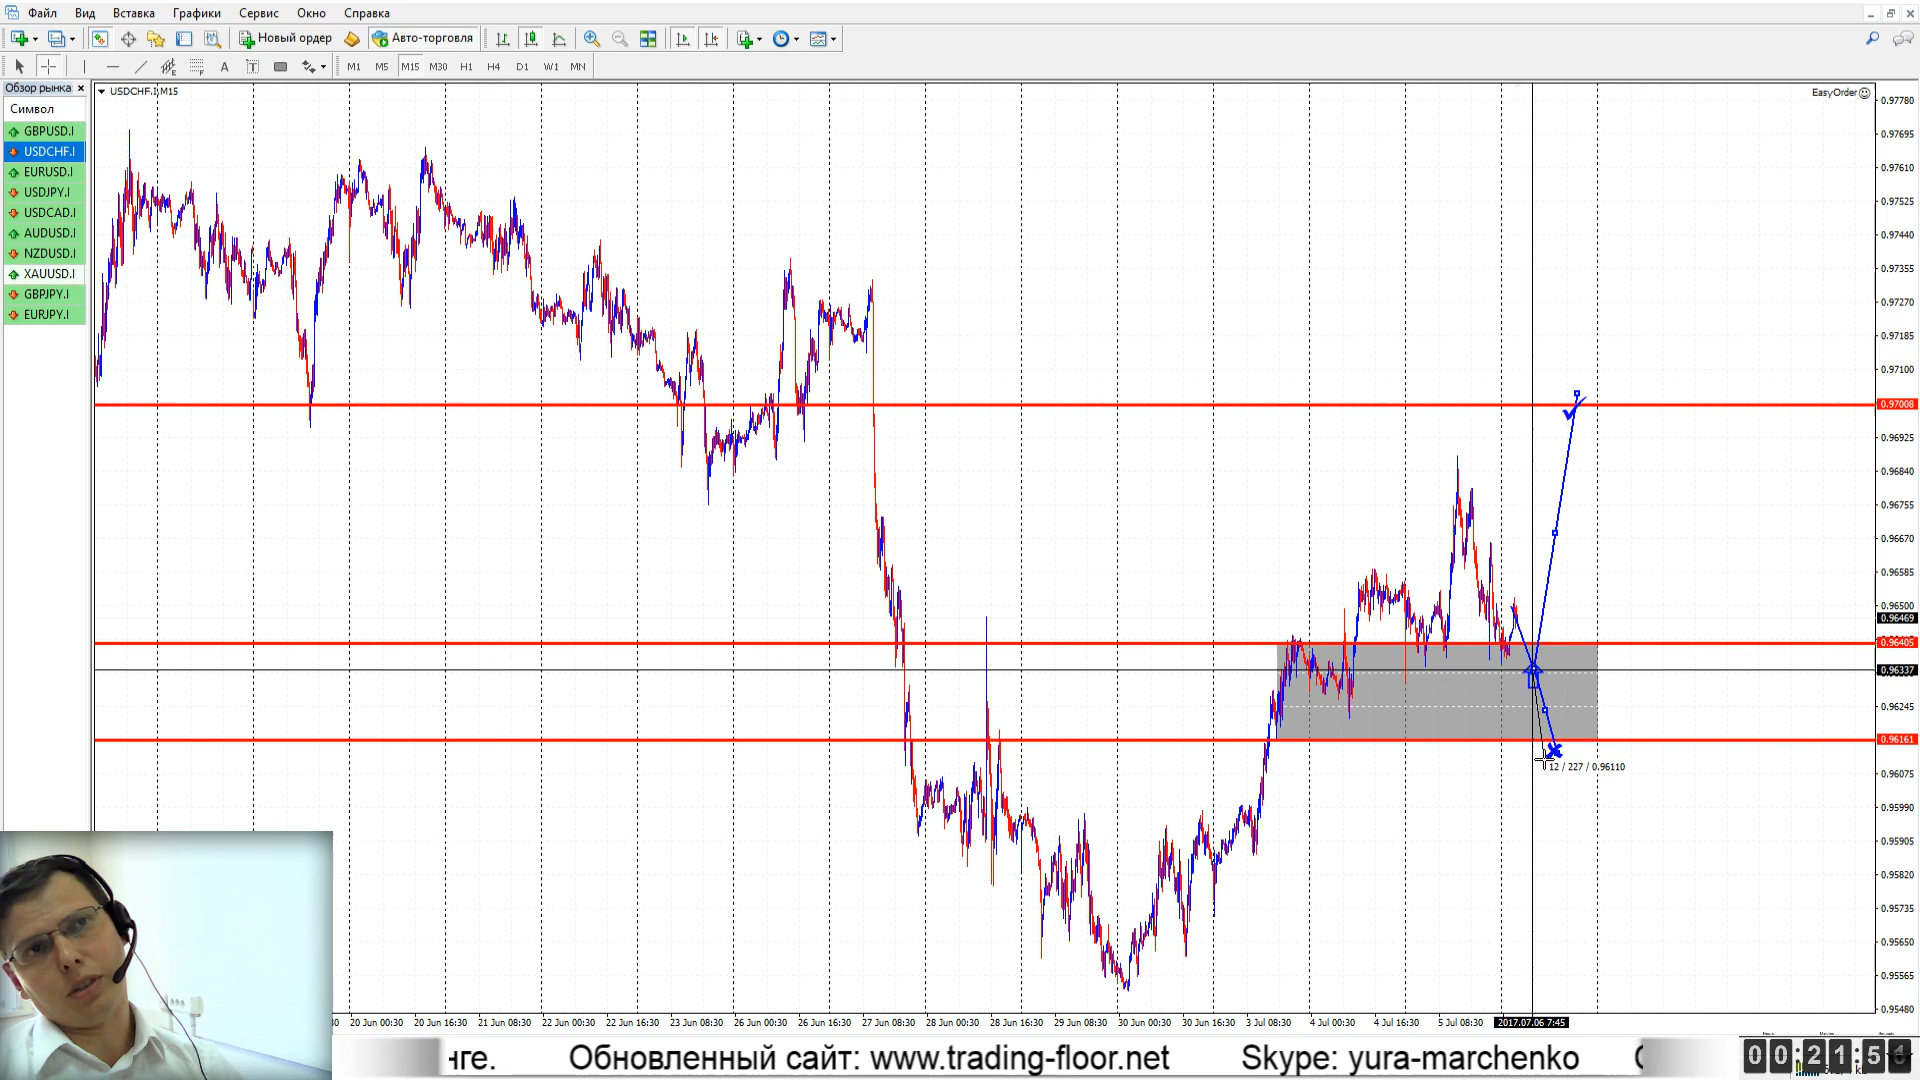 Файл Вид Вставка Графики Сервис Окно Справка
Новый ордер Авто-торговля
A T M1 M5 M15 M30 H1 H4 D1 W1 MN
Обзор рынка
Символ
GBPUSD.I
USDCHF.I
EURUSD.I
USDJPY.I
USDCAD.I
AUDUSD.I
NZDUSD.I
XAUUSD.I
GBPJPY.I
EURJPY.I
USDCHF.I,M15
EasyOrder
0.97780
0.97695
0.97610
0.97525
0.97440
0.97355
0.97270
0.97185
0.97100
0.97008
0.96925
0.96840
0.96755
0.96670
0.96585
0.96500
0.96469
0.96405
0.96337
0.96245
0.96161
0.96075
0.95990
0.95905
0.95820
0.95735
0.95650
0.95565
0.95480
12 / 227 / 0.96110
30 20 Jun 00:30 20 Jun 16:30 21 Jun 08:30 22 Jun 00:30 22 Jun 16:30 23 Jun 08:30 26 Jun 00:30 26 Jun 16:30 27 Jun 08:30 28 Jun 00:30 28 Jun 16:30 29 Jun 08:30 30 Jun 00:30 30 Jun 16:30 3 Jul 08:30 4 Jul 00:30 4 Jul 16:30 5 Jul 08:30 2017.07.06 7:45
нге. Обновленный сайт: www.trading-floor.net Skype: yura-marchenko
00:21:5